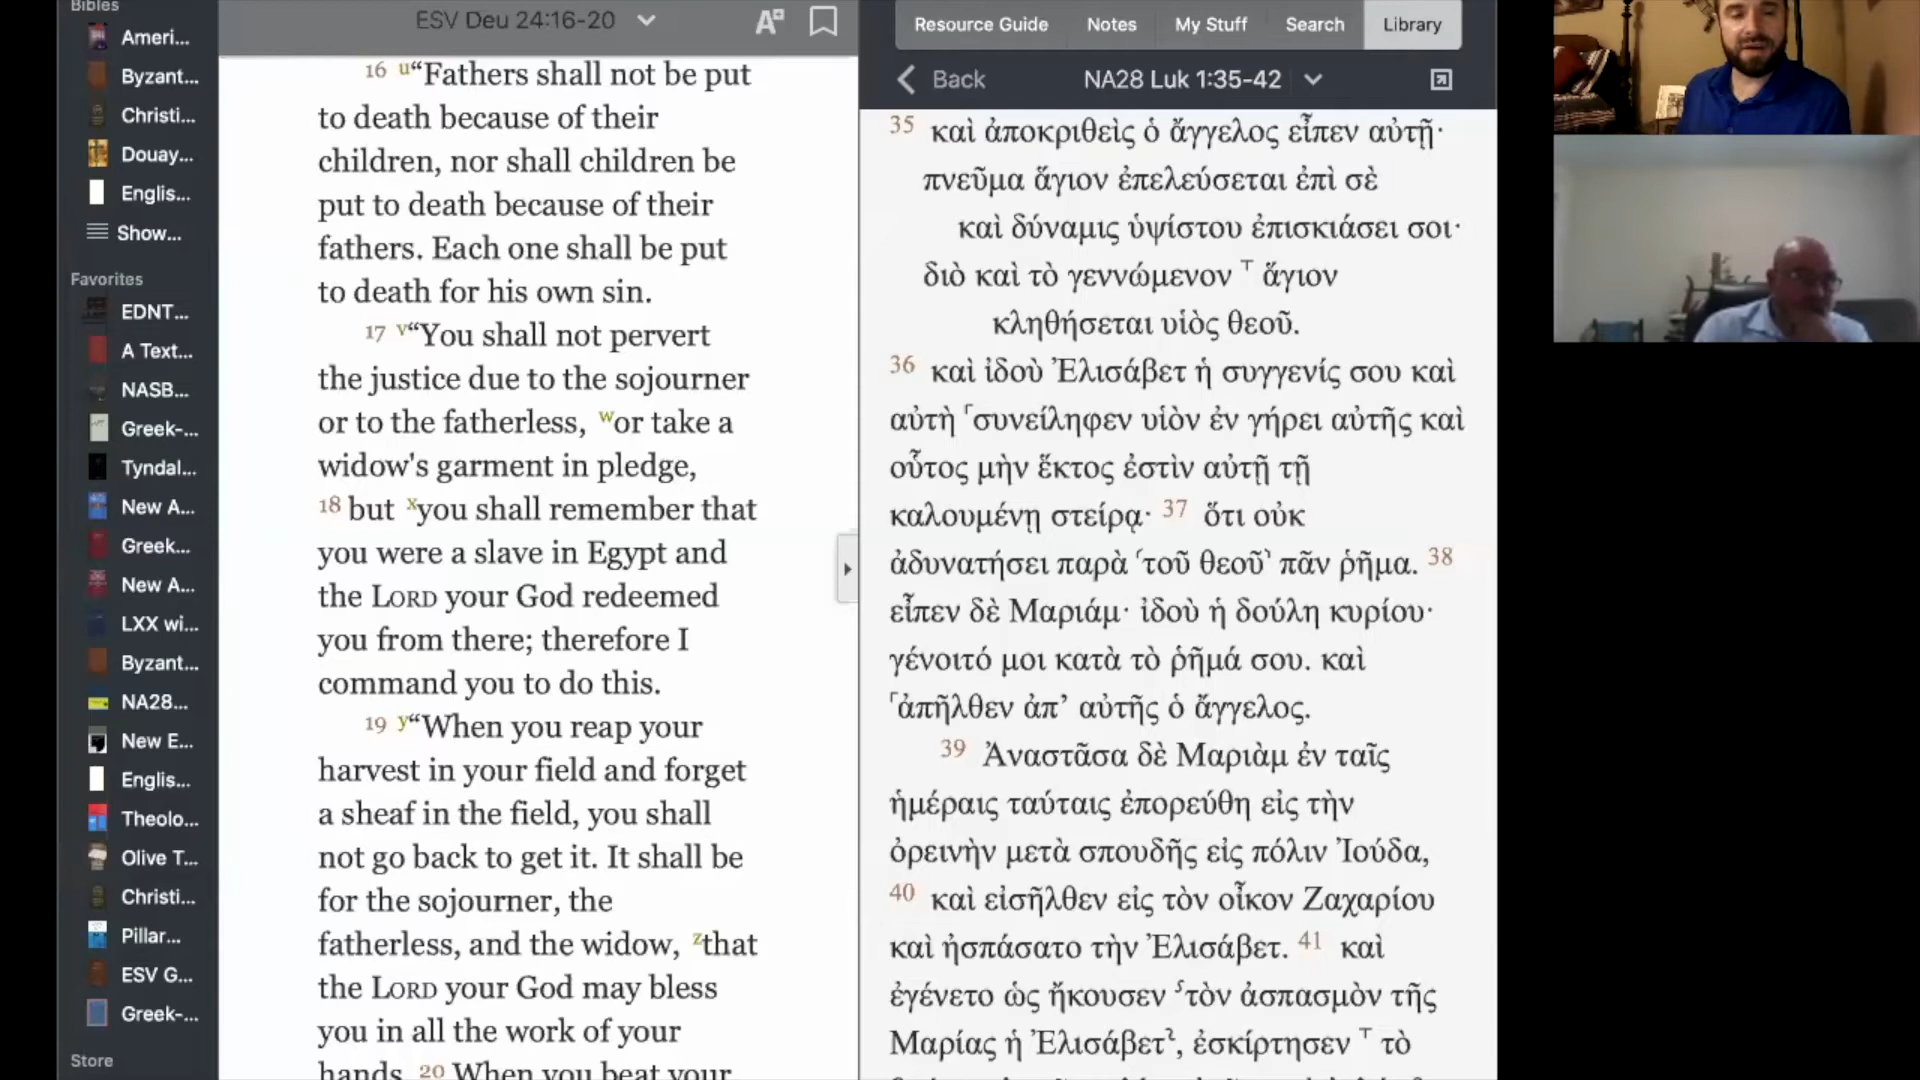 Bibles
Ameri...
Byzant...
Christi...
Douay...
Englis...
Show...
Favorites
EDNT...
A Text...
NASB...
Greek-...
Tyndal...
New A...
Greek...
New A...
LXX wi...
Byzant...
NA28...
New E...
Englis...
Theolo...
Olive T...
Christi...
Pillar...
ESV G...
Greek-...
Store
ESV Deu 24:16-20
16 u“Fathers shall not be put
to death because of their
children, nor shall children be
put to death because of their
fathers. Each one shall be put
to death for his own sin.
17 v“You shall not pervert
the justice due to the sojourner
or to the fatherless, wor take a
widow's garment in pledge,
18 but xyou shall remember that
you were a slave in Egypt and
the LORD your God redeemed
you from there; therefore I
command you to do this.
19 y“When you reap your
harvest in your field and forget
a sheaf in the field, you shall
not go back to get it. It shall be
for the sojourner, the
fatherless, and the widow, zthat
the LORD your God may bless
you in all the work of your
hands. 20 When you beat your
Resource Guide
Notes
My Stuff
Search
Library
Back
NA28 Luk 1:35-42
35 καὶ ἀποκριθεὶς ὁ ἄγγελος εἶπεν αὐτῇ·
πνεῦμα ἅγιον ἐπελεύσεται ἐπὶ σὲ
καὶ δύναμις ὑψίστου ἐπισκιάσει σοι·
διὸ καὶ τὸ γεννώμενον ⸆ ἅγιον
κληθήσεται υἱὸς θεοῦ.
36 καὶ ἰδοὺ Ἐλισάβετ ἡ συγγενίς σου καὶ
αὐτὴ ⸀συνείληφεν υἱὸν ἐν γήρει αὐτῆς καὶ
οὗτος μὴν ἕκτος ἐστὶν αὐτῇ τῇ
καλουμένῃ στείρᾳ· 37 ὅτι οὐκ
ἀδυνατήσει παρὰ ⸂τοῦ θεοῦ⸃ πᾶν ῥῆμα. 38
εἶπεν δὲ Μαριάμ· ἰδοὺ ἡ δούλη κυρίου·
γένοιτό μοι κατὰ τὸ ῥῆμά σου. καὶ
⸀ἀπῆλθεν ἀπ’ αὐτῆς ὁ ἄγγελος.
39 Ἀναστᾶσα δὲ Μαριὰμ ἐν ταῖς
ἡμέραις ταύταις ἐπορεύθη εἰς τὴν
ὀρεινὴν μετὰ σπουδῆς εἰς πόλιν Ἰούδα,
40 καὶ εἰσῆλθεν εἰς τὸν οἶκον Ζαχαρίου
καὶ ἠσπάσατο τὴν Ἐλισάβετ. 41 καὶ
ἐγένετο ὡς ἤκουσεν ⸉τὸν ἀσπασμὸν τῆς
Μαρίας ἡ Ἐλισάβετ⸊, ἐσκίρτησεν ⸆ τὸ